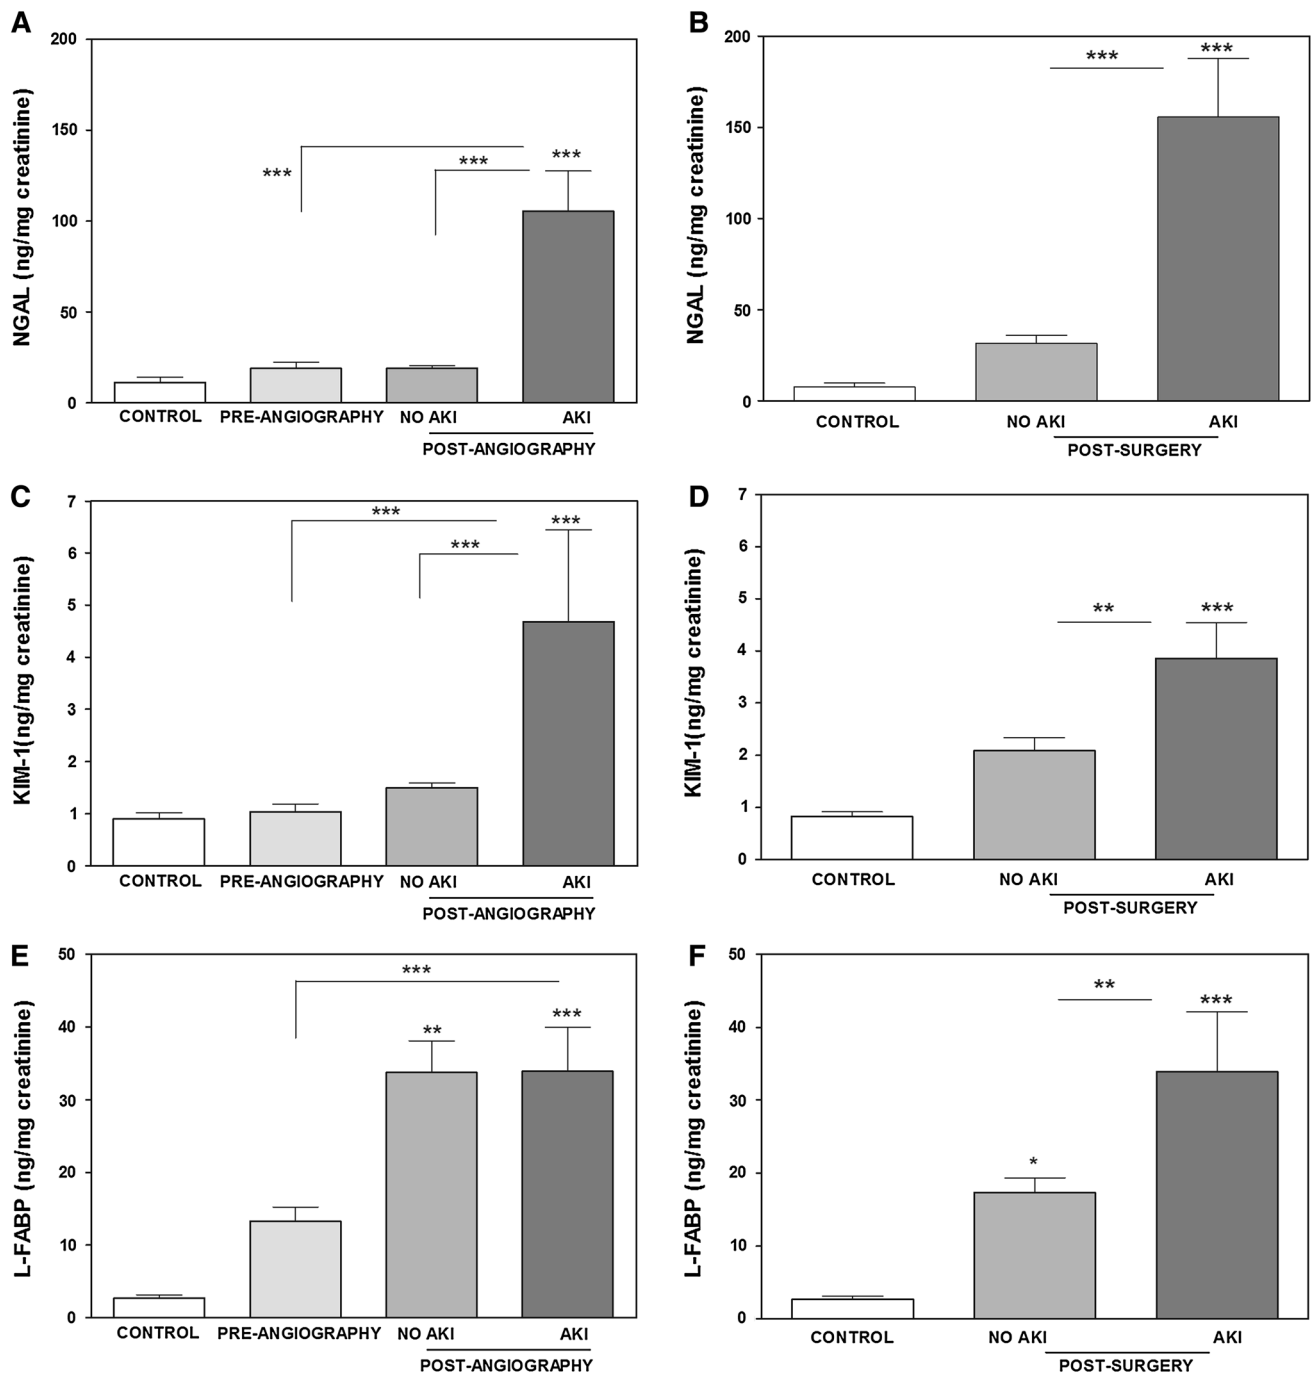 A
NGAL (ng/mg creatinine)
200
150
100
50
0
***
***
***
CONTROL PRE-ANGIOGRAPHY NO AKI AKI
POST-ANGIOGRAPHY
B
NGAL (ng/mg creatinine)
200
150
100
50
0
***
***
CONTROL NO AKI AKI
POST-SURGERY
C
KIM-1(ng/mg creatinine)
7
6
5
4
3
2
1
0
***
***
***
CONTROL PRE-ANGIOGRAPHY NO AKI AKI
POST-ANGIOGRAPHY
D
KIM-1(ng/mg creatinine)
7
6
5
4
3
2
1
0
**
***
CONTROL NO AKI AKI
POST-SURGERY
E
L-FABP (ng/mg creatinine)
50
40
30
20
10
0
***
**
***
CONTROL PRE-ANGIOGRAPHY NO AKI AKI
POST-ANGIOGRAPHY
F
L-FABP (ng/mg creatinine)
50
40
30
20
10
0
**
***
*
CONTROL NO AKI AKI
POST-SURGERY